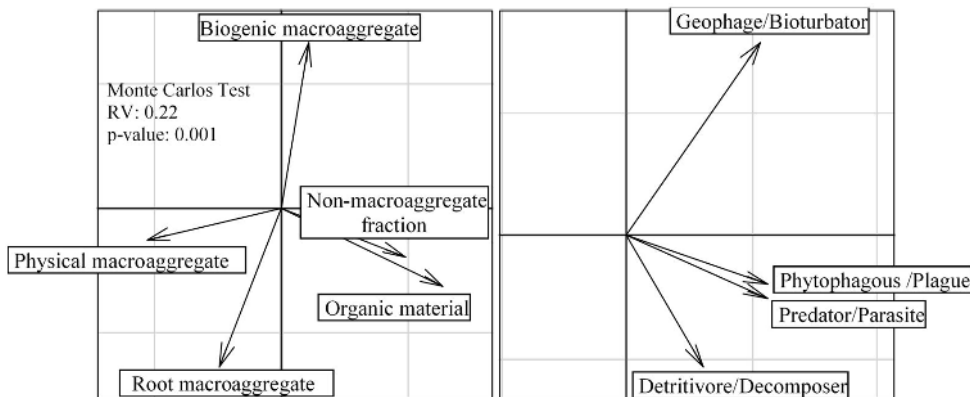 Biogenic macroaggregate
Monte Carlos Test
RV: 0.22
p-value: 0.001
Non-macroaggregate
fraction
Physical macroaggregate
Organic material
Root macroaggregate
Geophage/Bioturbator
Phytophagous /Plague
Predator/Parasite
Detritivore/Decomposer